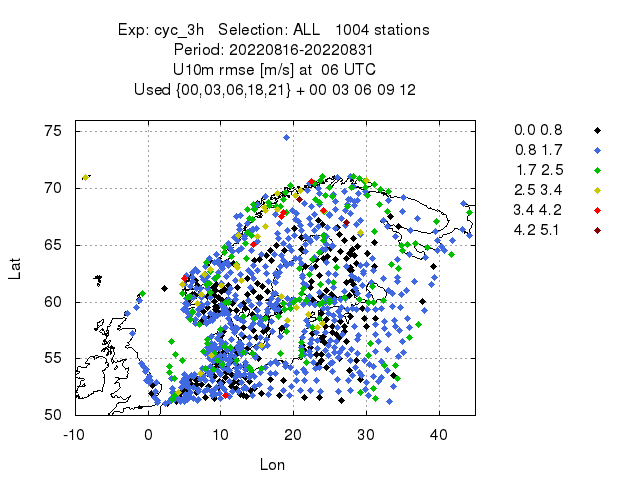 Exp: cyc_3h   Selection: ALL   1004 stations
Period: 20220816-20220831
U10m rmse [m/s] at  06 UTC
Used {00,03,06,18,21} + 00 03 06 09 12
0.0 0.8
0.8 1.7
1.7 2.5
2.5 3.4
3.4 4.2
4.2 5.1
75
70
65
60
55
50
Lat
-10 0 10 20 30 40
Lon